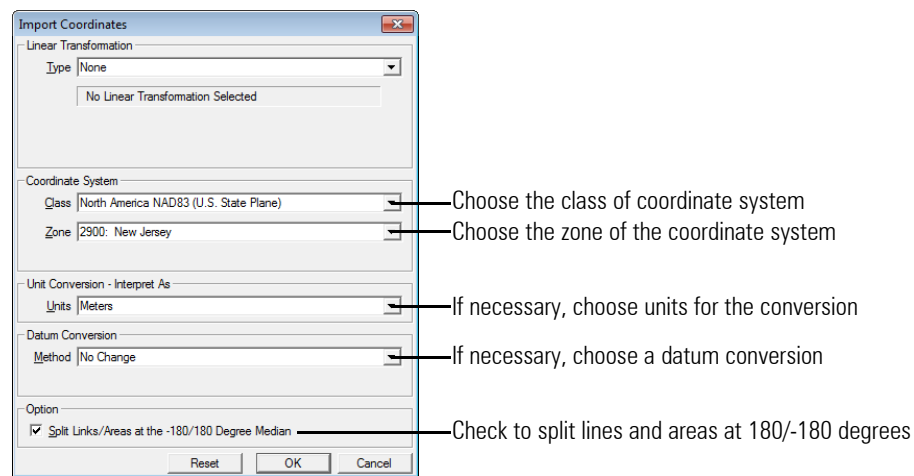 Import Coordinates
Linear Transformation
Type None
No Linear Transformation Selected
Coordinate System
Class North America NAD83 (U.S. State Plane)
Choose the class of coordinate system
Zone 2900: New Jersey
Choose the zone of the coordinate system
Unit Conversion - Interpret As
Units Meters
If necessary, choose units for the conversion
Datum Conversion
Method No Change
If necessary, choose a datum conversion
Option
Split Links/Areas at the -180/180 Degree Median
Check to split lines and areas at 180/-180 degrees
Reset OK Cancel